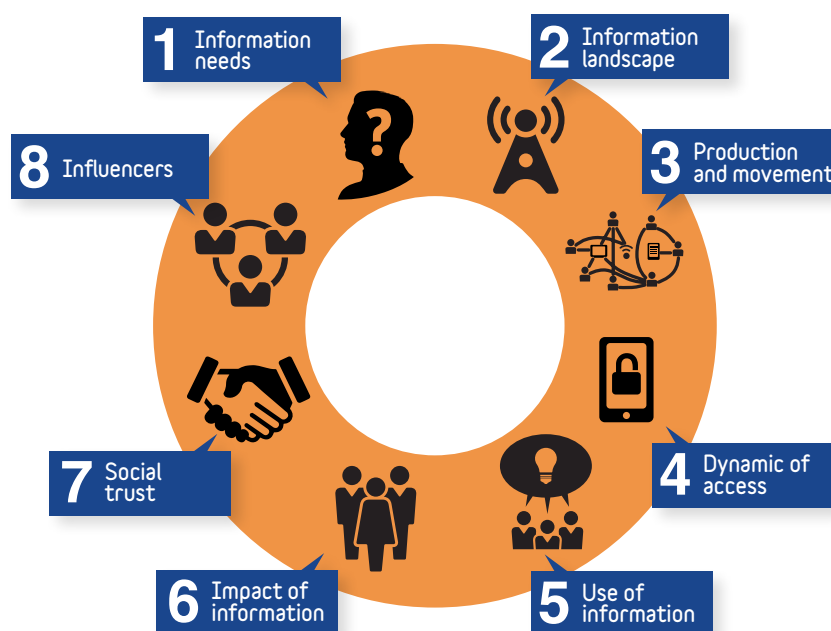 1 Information
needs
2 Information
landscape
3 Production
and movement
4 Dynamic of
access
5 Use of
information
6 Impact of
information
7 Social
trust
8 Influencers
?